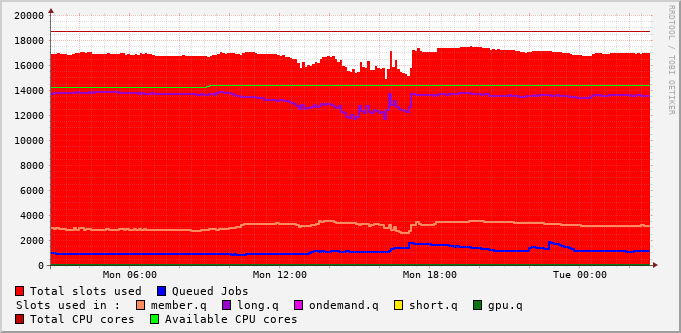 20000
18000
16000
14000
12000
10000
8000
6000
4000
2000
0
Mon 06:00 Mon 12:00 Mon 18:00 Tue 00:00
RRDTOOL / TOBI OETIKER
Total slots used Queued Jobs
Slots used in : member.q long.q ondemand.q short.q gpu.q
Total CPU cores Available CPU cores